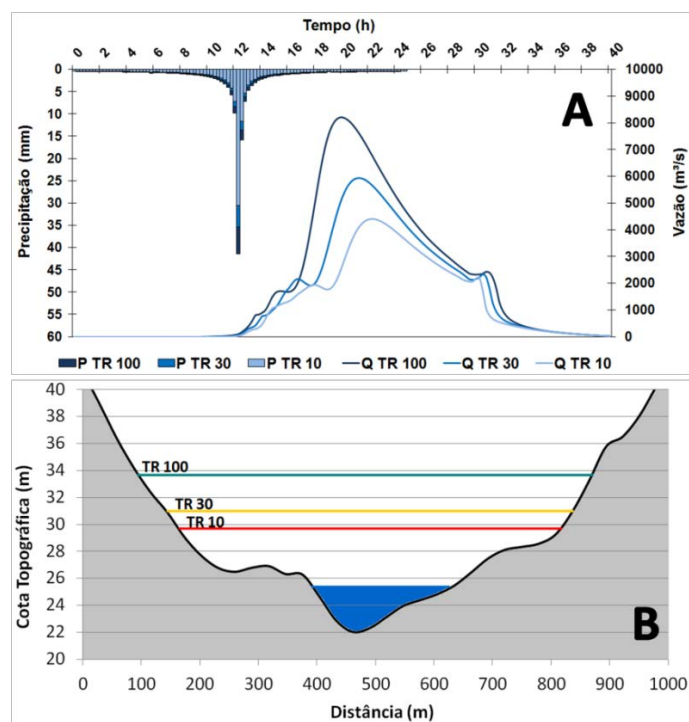 Tempo (h)
0 2 4 6 8 10 12 14 16 18 20 22 24 26 28 30 32 34 36 38 40
Precipitação (mm)
0
5
10
15
20
25
30
35
40
45
50
55
60
A
10000
9000
8000
7000
6000
5000
4000
3000
2000
1000
0
Vazão (m³/s)
P TR 100 P TR 30 P TR 10 Q TR 100 Q TR 30 Q TR 10
Cota Topográfica (m)
40
38
36
34
32
30
28
26
24
22
20
TR 100
TR 30
TR 10
B
0 100 200 300 400 500 600 700 800 900 1000
Distância (m)